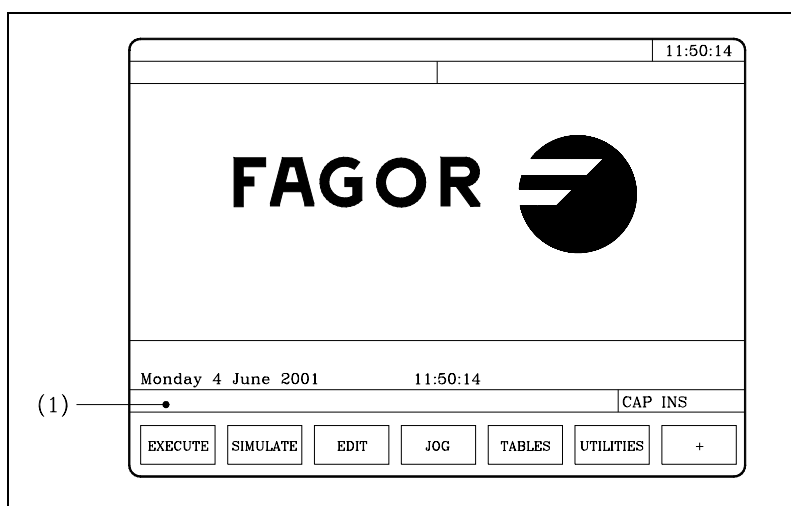 11:50:14
FAGOR
Monday 4 June 2001 11:50:14
(1) CAP INS
EXECUTE SIMULATE EDIT JOG TABLES UTILITIES +